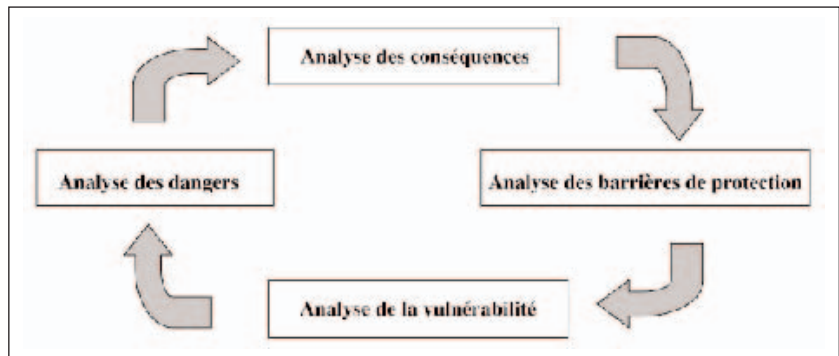 Analyse des conséquences
Analyse des dangers
Analyse des barrières de protection
Analyse de la vulnérabilité